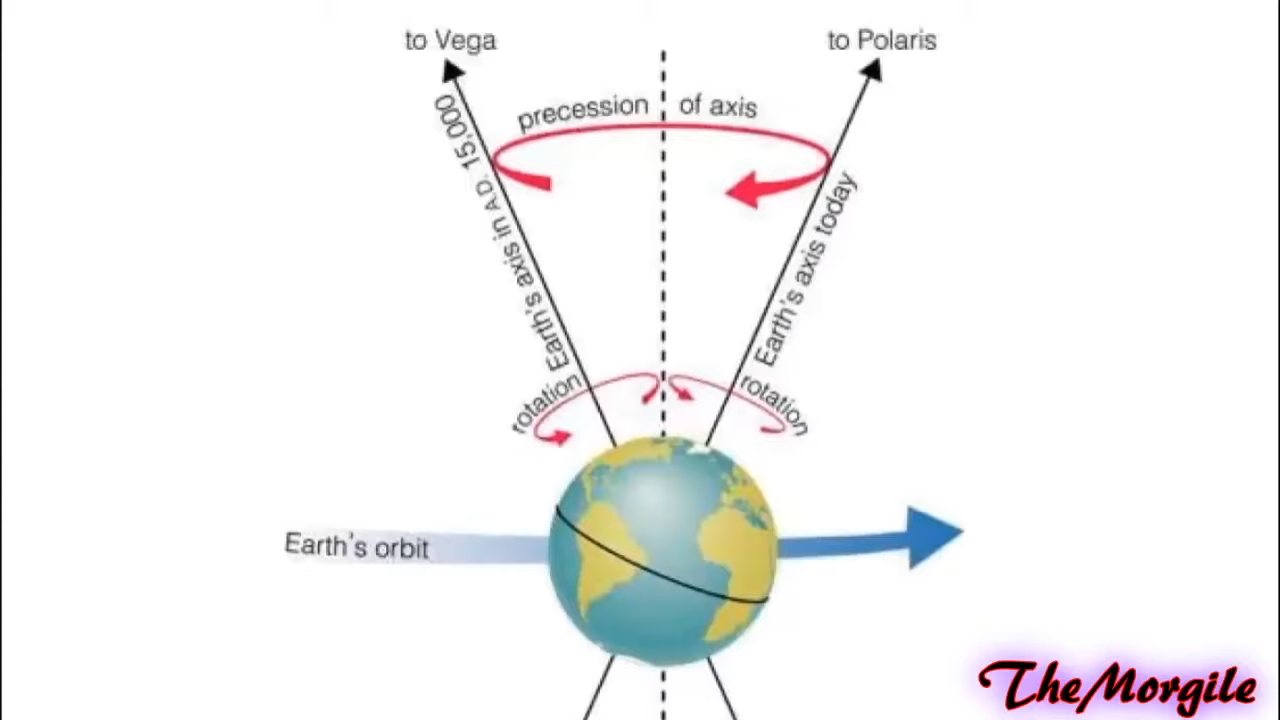 to Vega
to Polaris
precession of axis
Earth's axis in A.D. 15,000
Earth's axis today
rotation
rotation
Earth's orbit
TheMorgile